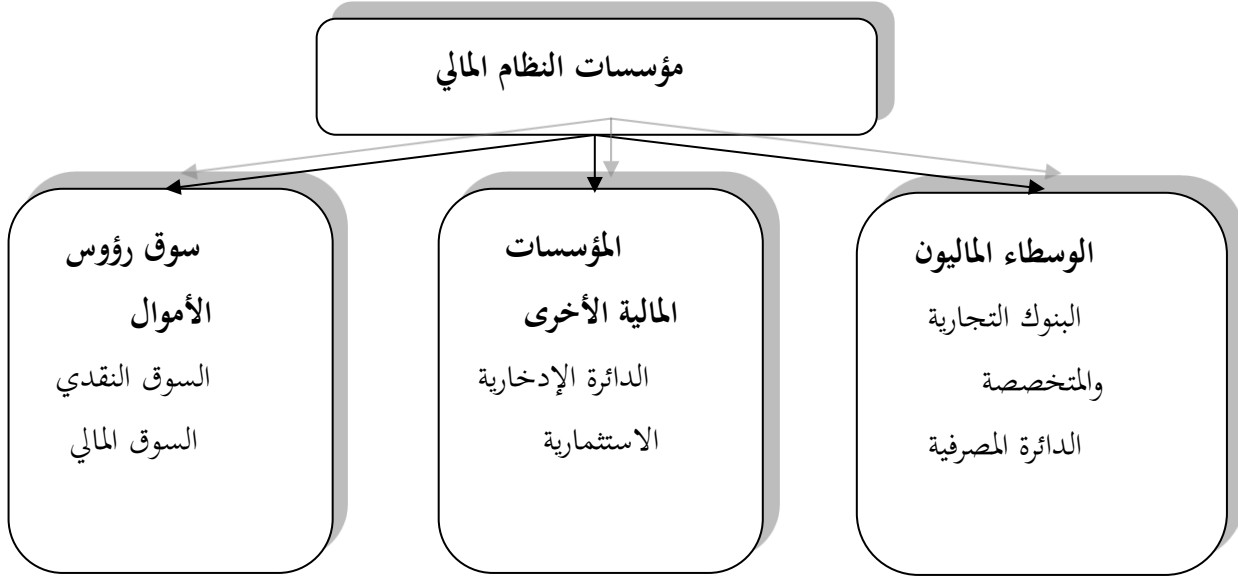 مؤسسات النظام المالي
الوسطاء الماليون
البنوك التجارية
والمتخصصة
الدائرة المصرفية
المؤسسات
المالية الأخرى
الدائرة الإدخارية
الاستثمارية
سوق رؤوس
الأموال
السوق النقدي
السوق المالي